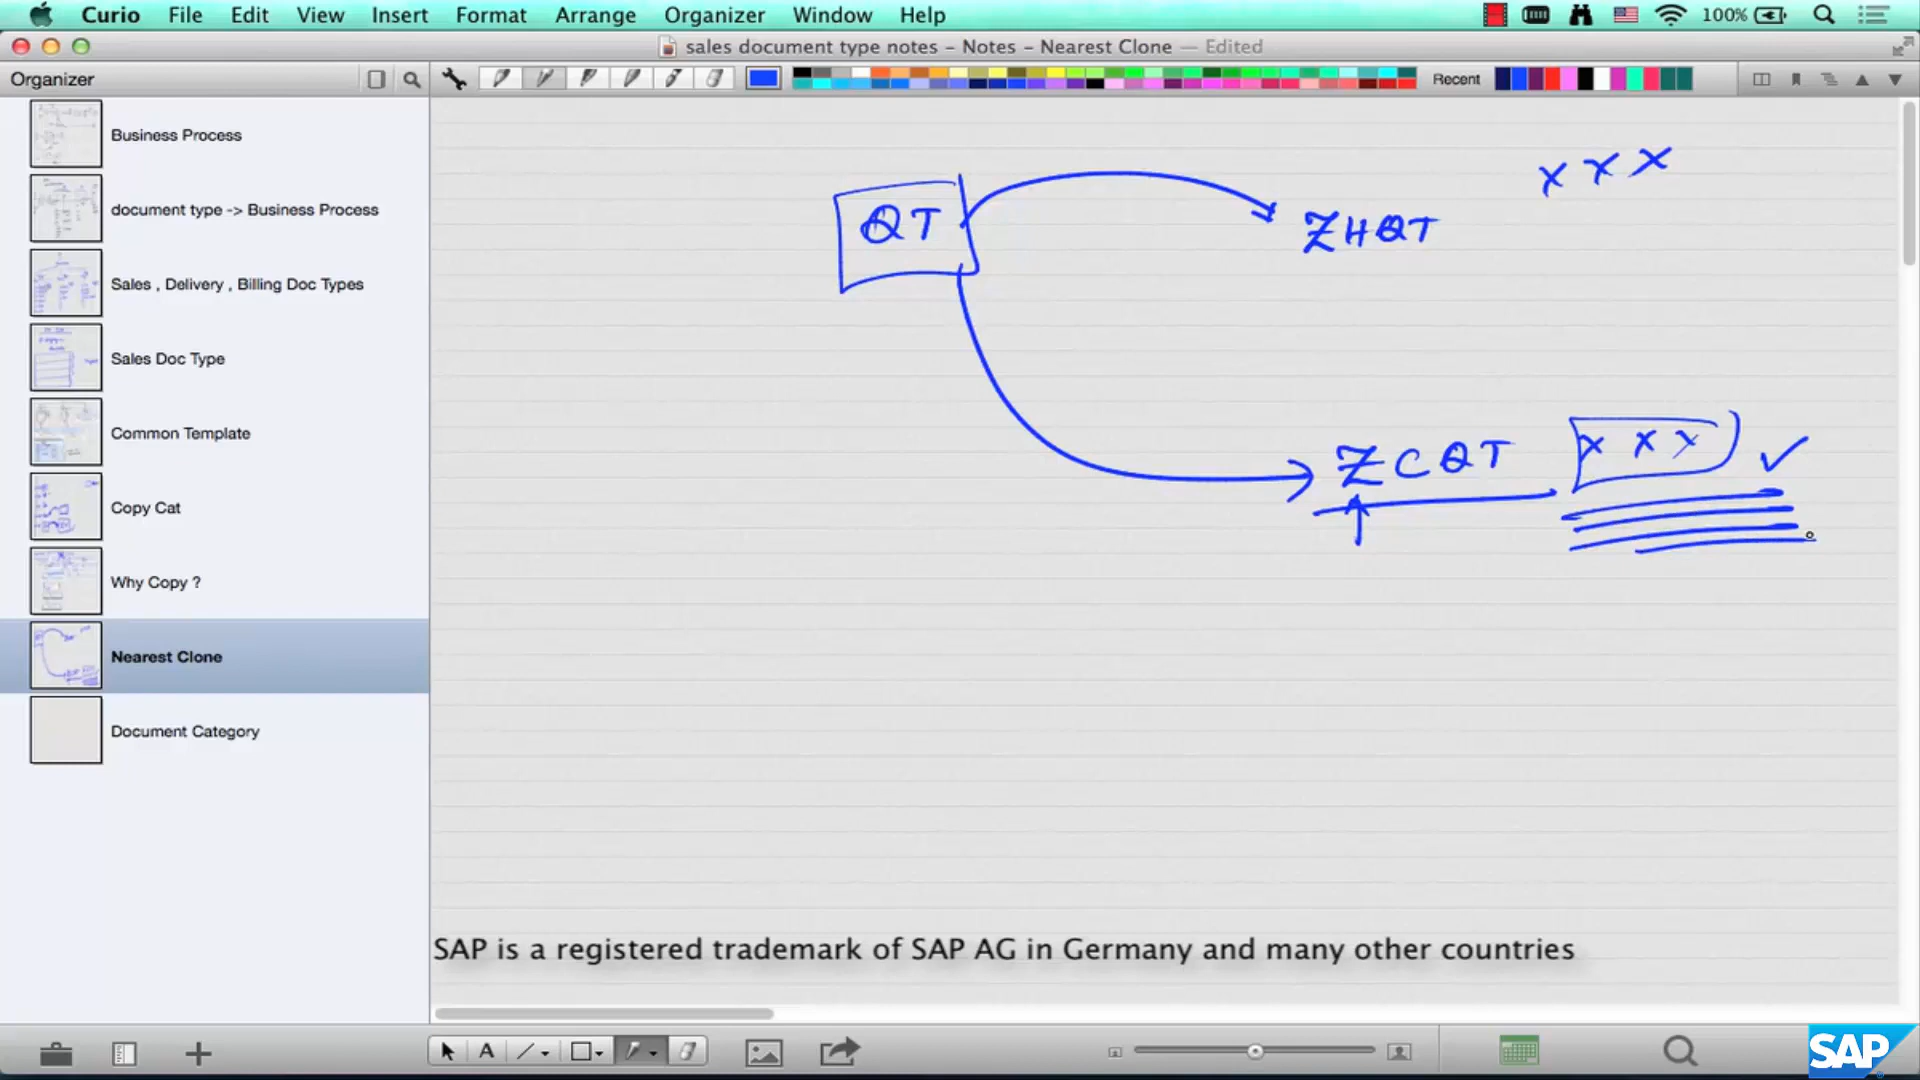 Curio File Edit View Insert Format Arrange Organizer Window Help 100%
sales document type notes – Notes – Nearest Clone — Edited
Organizer
Recent
Business Process
document type -> Business Process
Sales , Delivery , Billing Doc Types
Sales Doc Type
Common Template
Copy Cat
Why Copy ?
Nearest Clone
Document Category
x x x
QT
ZHQT
ZCQT x x x
SAP is a registered trademark of SAP AG in Germany and many other countries
A
SAP